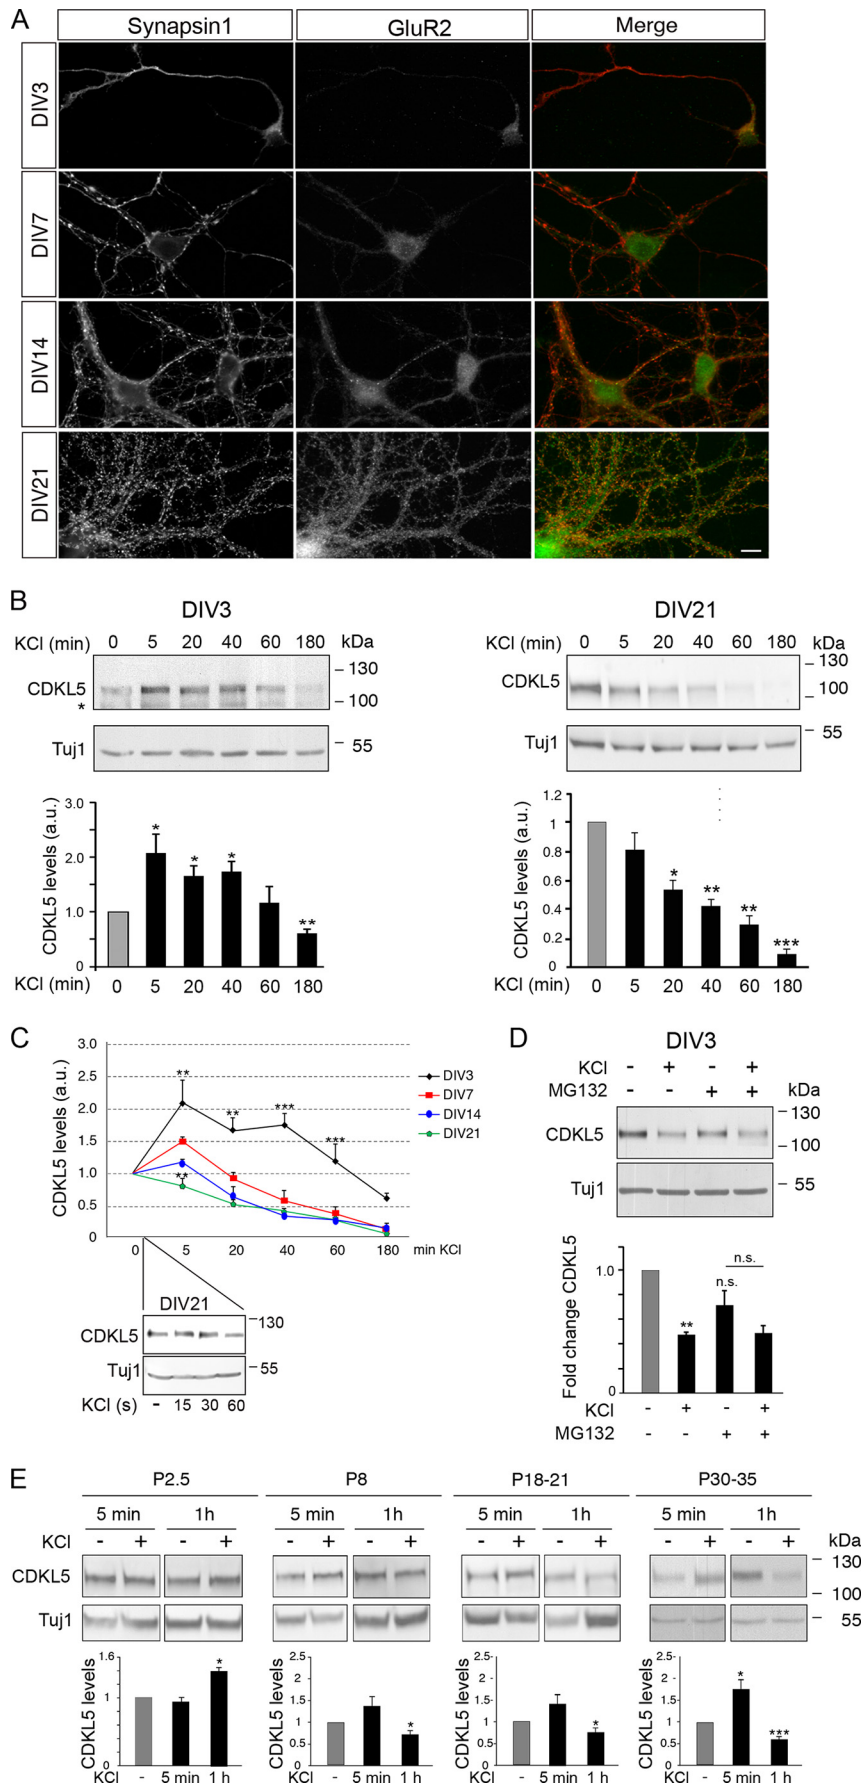 A
Synapsin1 GluR2 Merge
DIV3
DIV7
DIV14
DIV21
B
DIV3
KCl (min) 0 5 20 40 60 180 kDa
130
CDKL5
100
*
Tuj1
55
CDKL5 levels (a.u.)
3.0
2.0
1.0
0
* * * **
KCl (min) 0 5 20 40 60 180
DIV21
KCl (min) 0 5 20 40 60 180 kDa
130
CDKL5
100
55
Tuj1
CDKL5 levels (a.u.)
1.2
1
0.8
0.6
0.4
0.2
0
* ** ** ***
KCl (min) 0 5 20 40 60 180
C
CDKL5 levels (a.u.)
3.0
2.5
2.0
1.5
1.0
0.5
0
** ** *** ***
**
DIV3
DIV7
DIV14
DIV21
0 5 20 40 60 180 min KCl
DIV21
130
CDKL5
Tuj1
55
KCl (s) - 15 30 60
D
DIV3
KCl - + - +
MG132 - - + + kDa
130
CDKL5
100
Tuj1
55
Fold change CDKL5
1.0
0
**
n.s.
n.s.
KCl - + - +
MG132 - - + +
E
P2.5 P8 P18-21 P30-35
5 min 1h 5 min 1h 5 min 1h 5 min 1h
KCl - + - + - + - + - + - + - + - + kDa
130
CDKL5
100
Tuj1
55
CDKL5 levels
1.6
1
0
*
KCl - 5 min 1 h
CDKL5 levels
2.5
2
1.5
1
0.5
0
*
- 5 min 1 h
CDKL5 levels
2.5
2
1.5
1
0.5
0
*
- 5 min 1 h
CDKL5 levels
2.5
2
1.5
1
0.5
0
* ***
KCl - 5 min 1 h